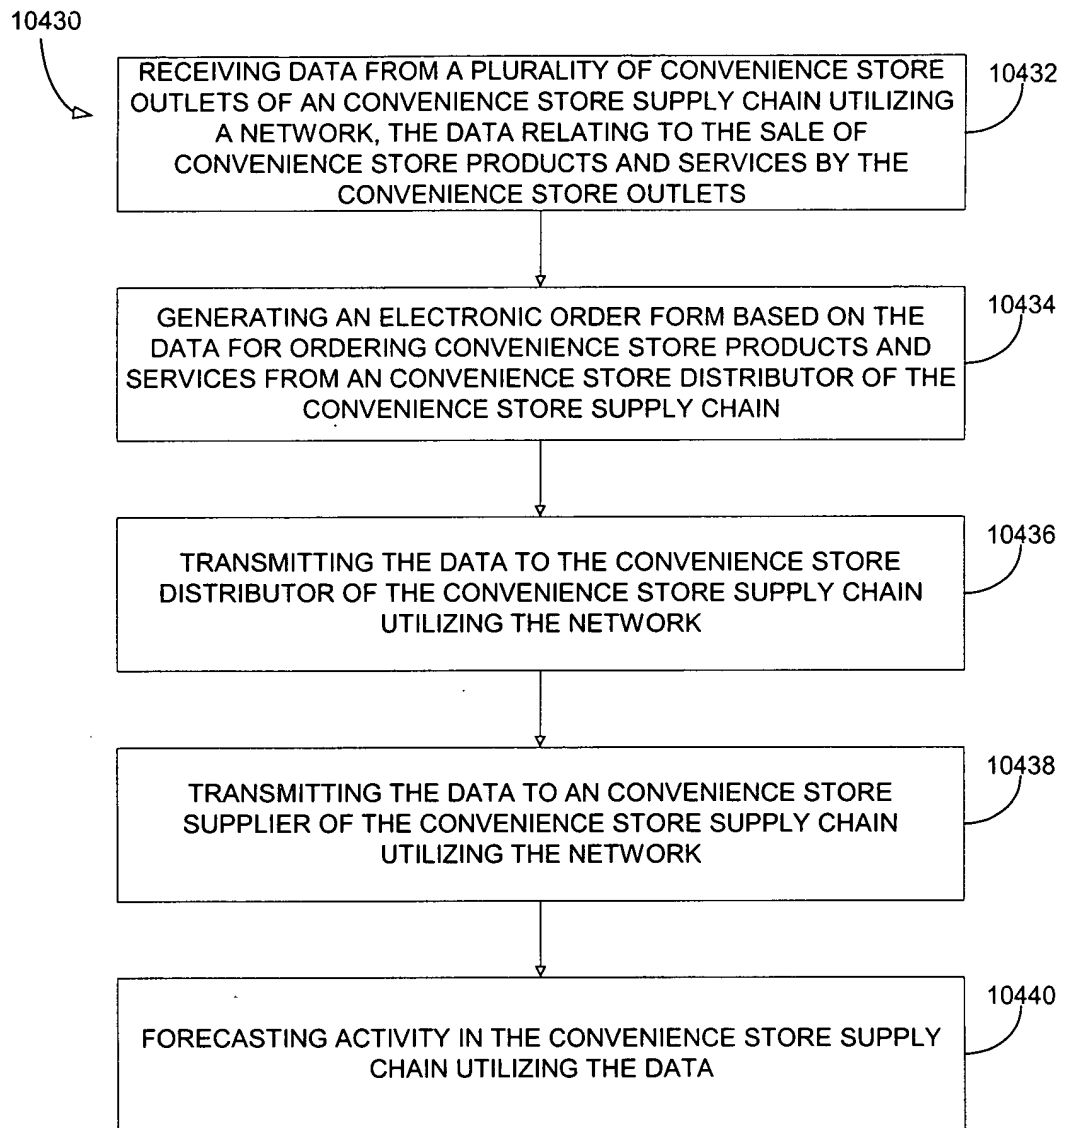 10430
RECEIVING DATA FROM A PLURALITY OF CONVENIENCE STORE
OUTLETS OF AN CONVENIENCE STORE SUPPLY CHAIN UTILIZING
A NETWORK, THE DATA RELATING TO THE SALE OF
CONVENIENCE STORE PRODUCTS AND SERVICES BY THE
CONVENIENCE STORE OUTLETS
10432
GENERATING AN ELECTRONIC ORDER FORM BASED ON THE
DATA FOR ORDERING CONVENIENCE STORE PRODUCTS AND
SERVICES FROM AN CONVENIENCE STORE DISTRIBUTOR OF THE
CONVENIENCE STORE SUPPLY CHAIN
10434
TRANSMITTING THE DATA TO THE CONVENIENCE STORE
DISTRIBUTOR OF THE CONVENIENCE STORE SUPPLY CHAIN
UTILIZING THE NETWORK
10436
TRANSMITTING THE DATA TO AN CONVENIENCE STORE
SUPPLIER OF THE CONVENIENCE STORE SUPPLY CHAIN
UTILIZING THE NETWORK
10438
FORECASTING ACTIVITY IN THE CONVENIENCE STORE SUPPLY
CHAIN UTILIZING THE DATA
10440